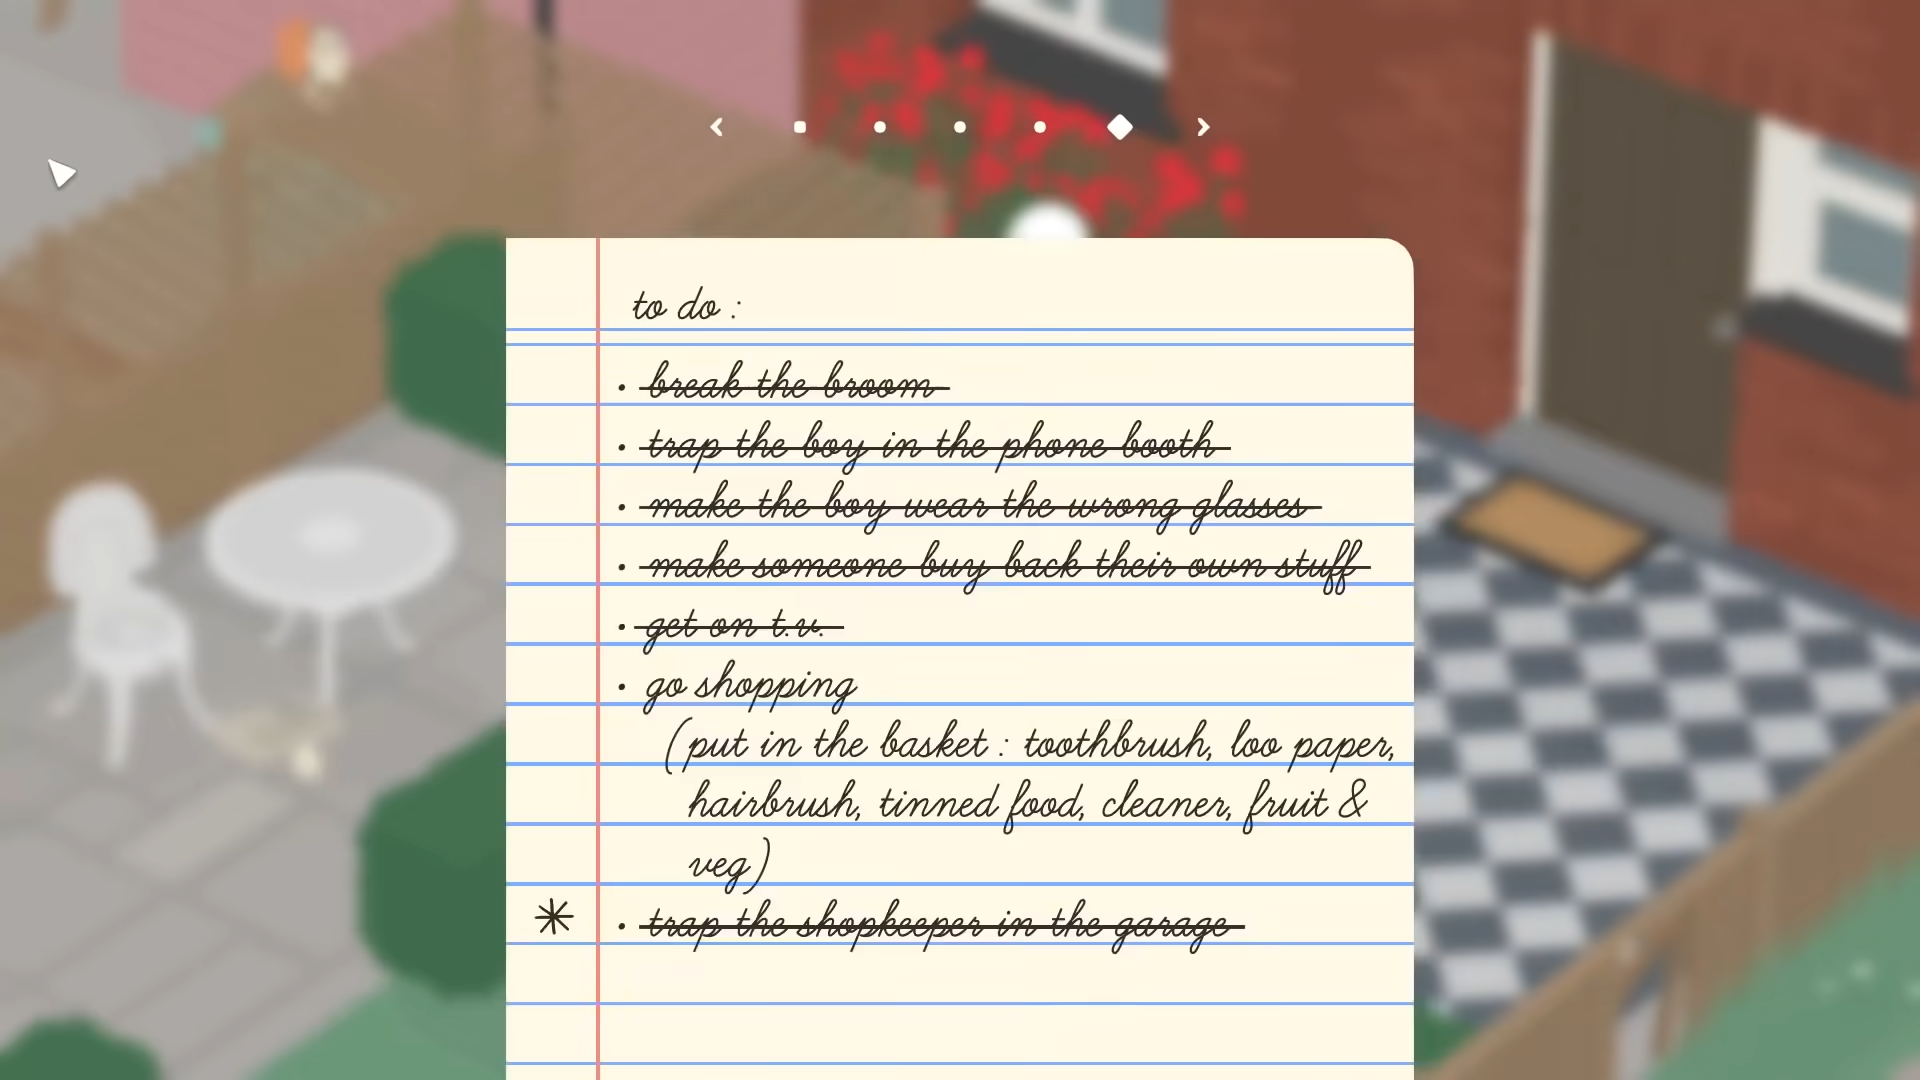 to do :
• break the broom
• trap the boy in the phone booth
• make the boy wear the wrong glasses
• make someone buy back their own stuff
• get on t.v.
• go shopping
(put in the basket : toothbrush, loo paper,
hairbrush, tinned food, cleaner, fruit &
veg)
* • trap the shopkeeper in the garage